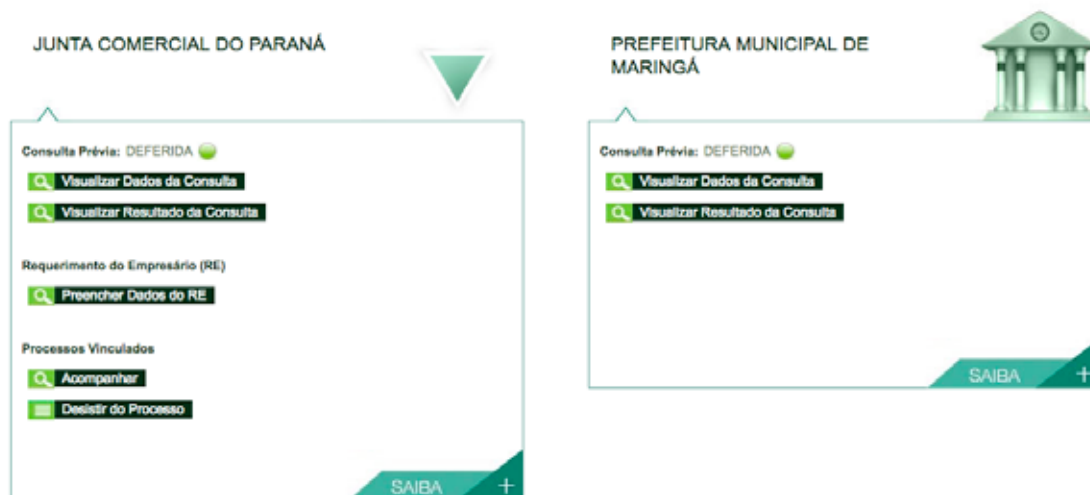 JUNTA COMERCIAL DO PARANÁ
Consulta Prévia: DEFERIDA
Visualizar Dados da Consulta
Visualizar Resultado da Consulta
Requerimento do Empresário (RE)
Preencher Dados do RE
Processos Vinculados
Acompanhar
Desistir do Processo
SAIBA +
PREFEITURA MUNICIPAL DE
MARINGÁ
Consulta Prévia: DEFERIDA
Visualizar Dados da Consulta
Visualizar Resultado da Consulta
SAIBA +